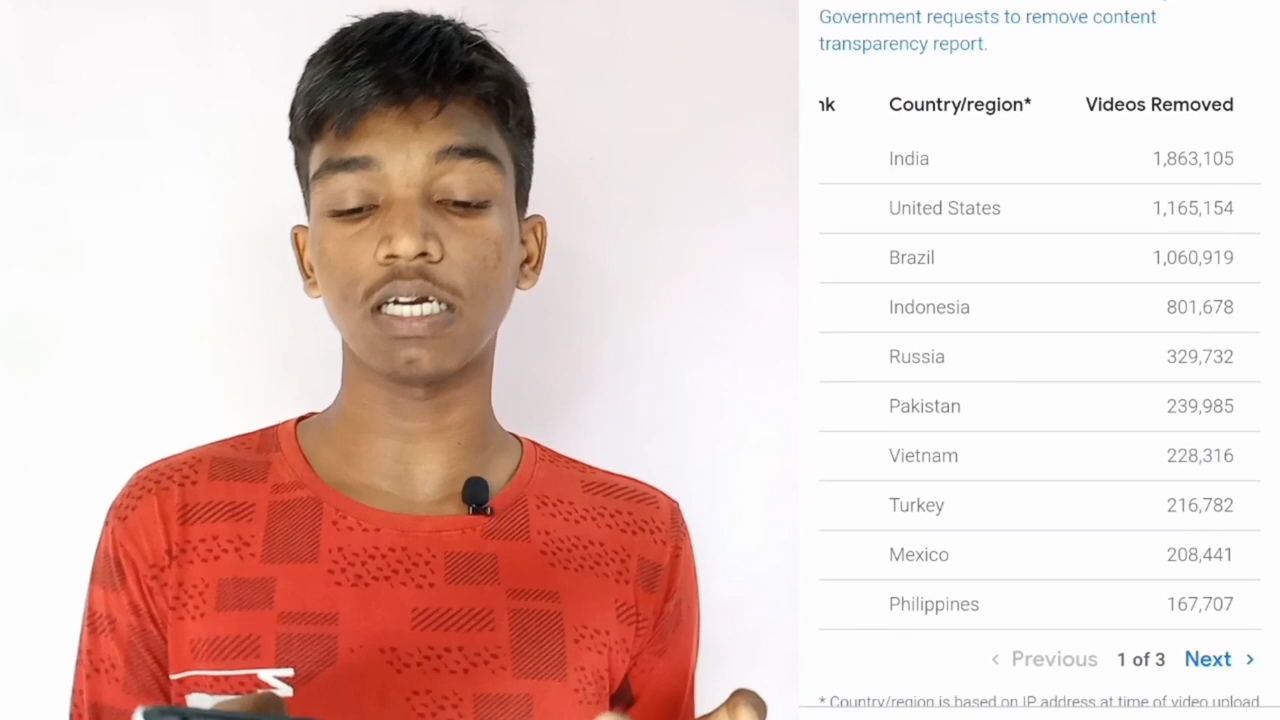 Government requests to remove content
transparency report.
nk Country/region* Videos Removed
India 1,863,105
United States 1,165,154
Brazil 1,060,919
Indonesia 801,678
Russia 329,732
Pakistan 239,985
Vietnam 228,316
Turkey 216,782
Mexico 208,441
Philippines 167,707
‹ Previous 1 of 3 Next ›
* Country/region is based on IP address at time of video upload